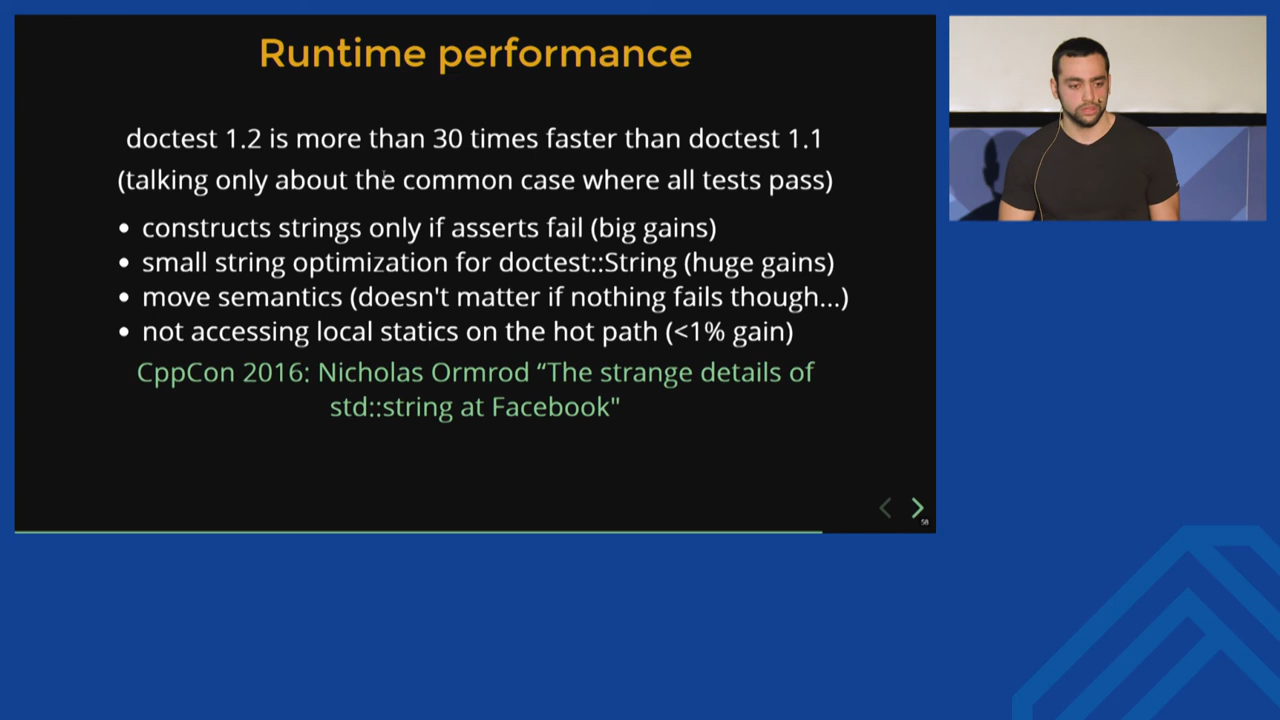 Runtime performance
doctest 1.2 is more than 30 times faster than doctest 1.1
(talking only about the common case where all tests pass)
• constructs strings only if asserts fail (big gains)
• small string optimization for doctest::String (huge gains)
• move semantics (doesn't matter if nothing fails though...)
• not accessing local statics on the hot path (<1% gain)
CppCon 2016: Nicholas Ormrod “The strange details of
std::string at Facebook"